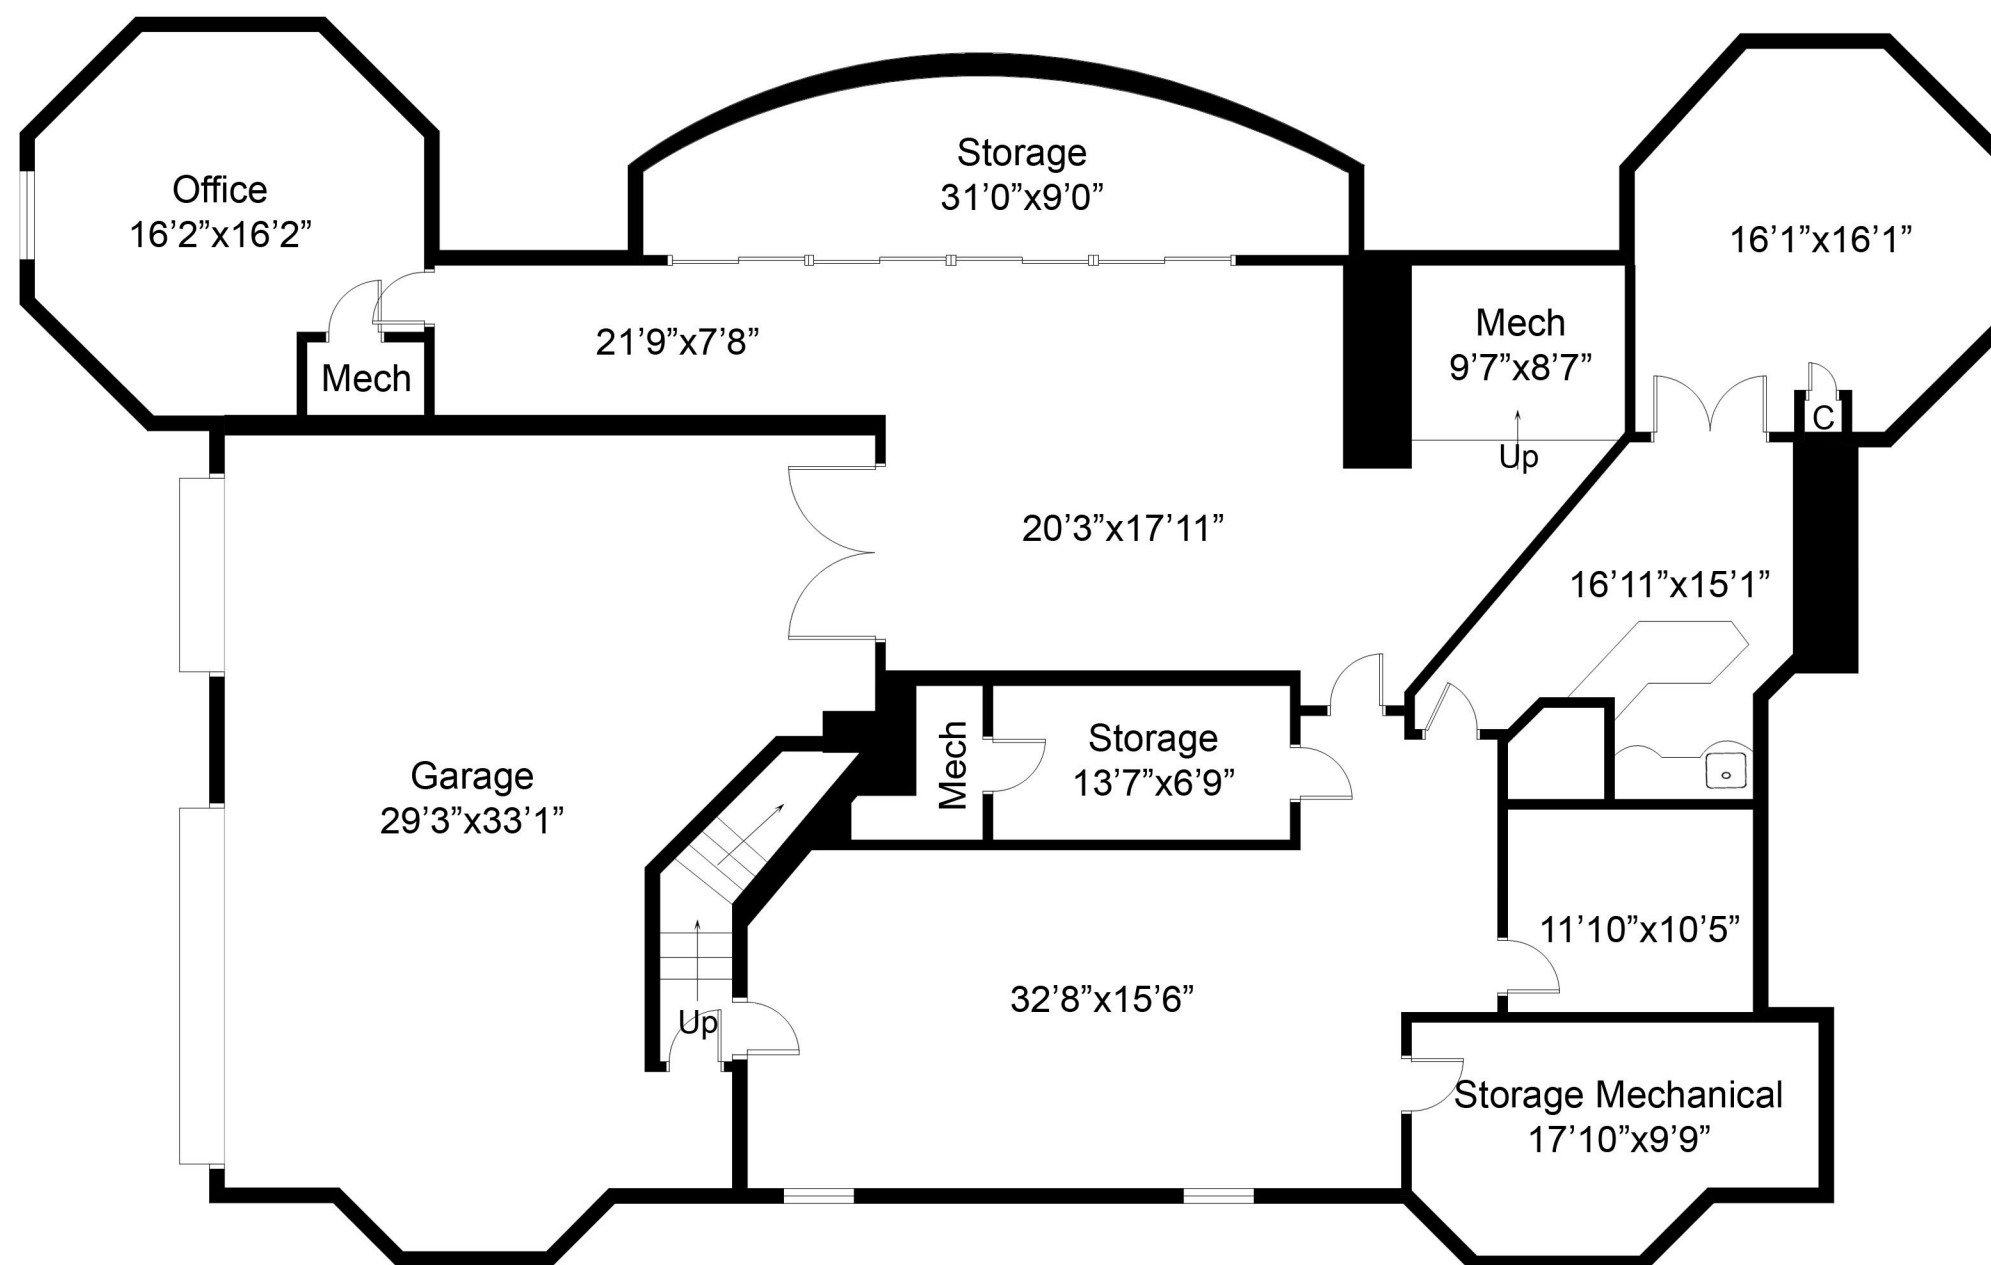 Storage
31’0”x9’0”
Office
16’2”x16’2”
16’1”x16’1”
21’9”x7’8”
Mech
9’7”x8’7”
Mech
C
Up
20’3”x17’11”
16’11”x15’1”
Garage
29’3”x33’1”
Mech
Storage
13’7”x6’9”
11’10”x10’5”
32’8”x15’6”
Up
Storage Mechanical
17’10”x9’9”